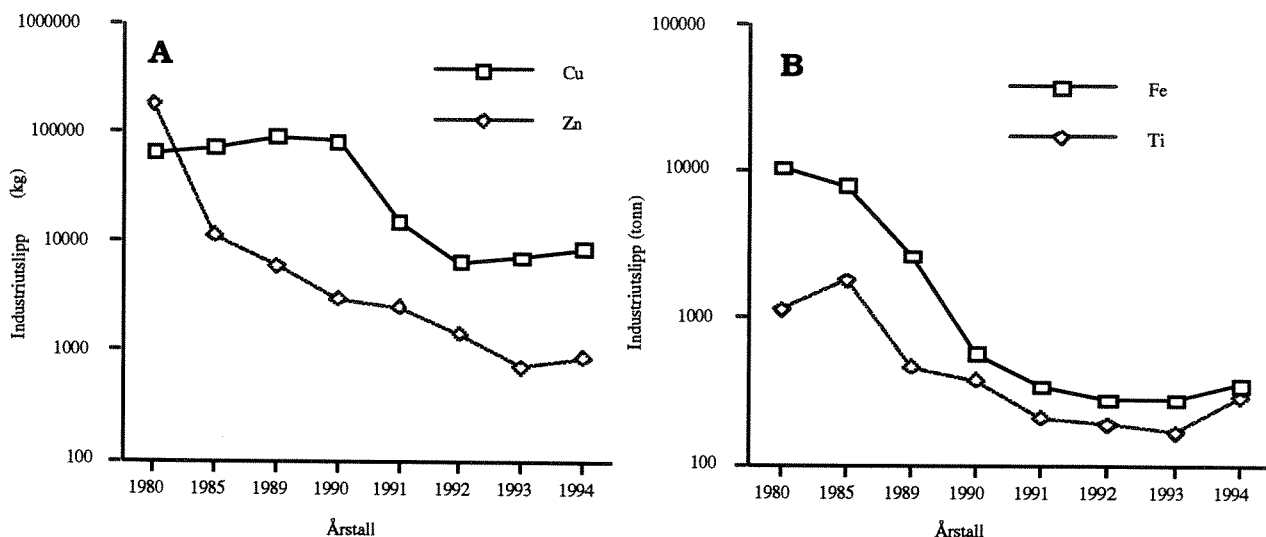 A
Cu
Zn
1000000
100000
10000
1000
100
Industriutslipp (kg)
1980 1985 1989 1990 1991 1992 1993 1994
Årstall
B
Fe
Ti
100000
10000
1000
100
Industriutslipp (tonn)
1980 1985 1989 1990 1991 1992 1993 1994
Årstall